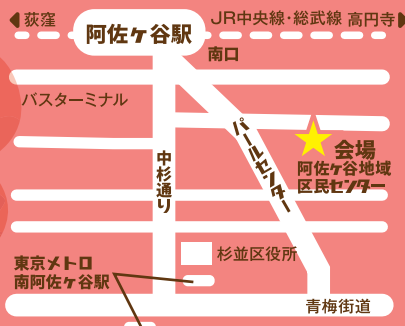 荻窪
阿佐ヶ谷駅
JR中央線・総武線 高円寺
南口
バスターミナル
パールセンター
会場
阿佐ヶ谷地域
区民センター
中杉通り
杉並区役所
東京メトロ
南阿佐ヶ谷駅
青梅街道